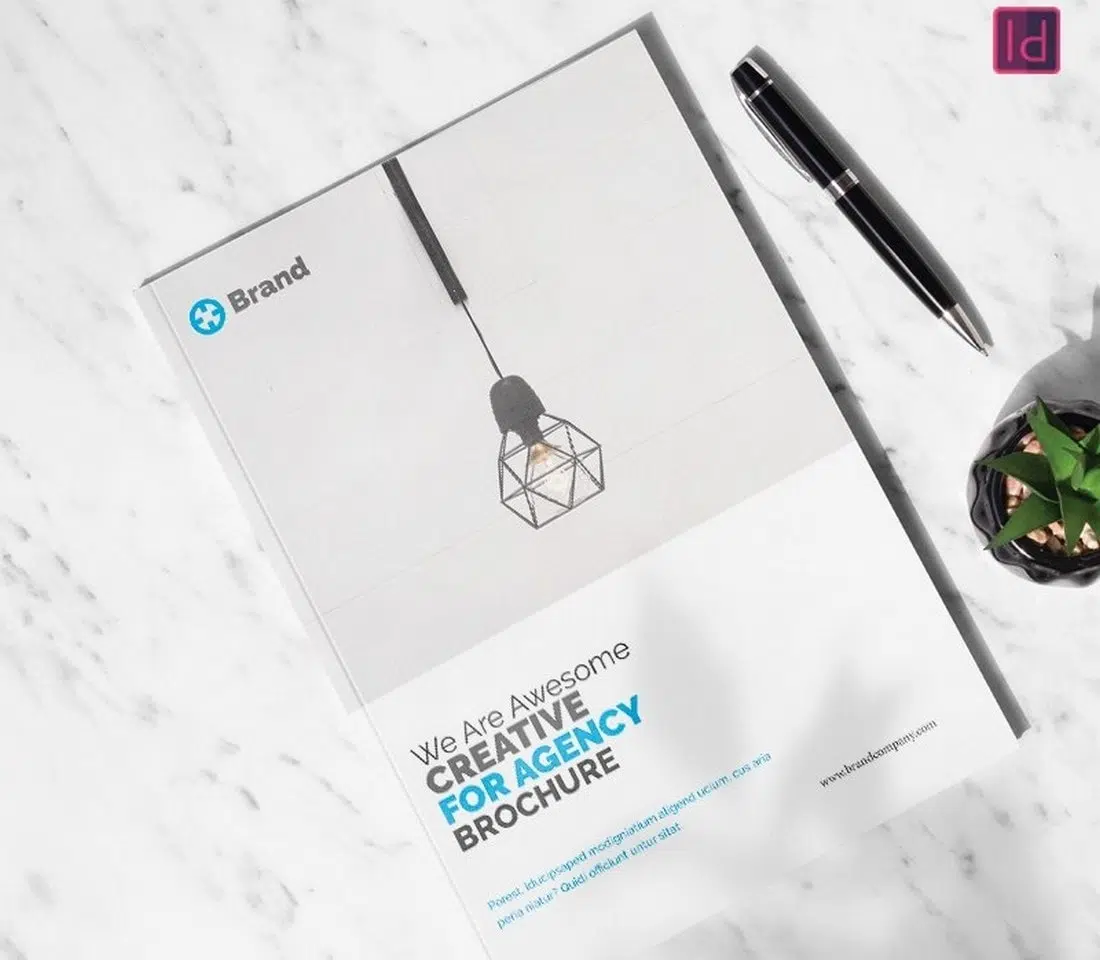 Id
Brand
We Are Awesome
CREATIVE
FOR AGENCY
BROCHURE
Porest, iducipsaped modigniatium aligend ucium, cus aria
peria niatur? Quidi officiunt untur sitat
www.brandcompany.com